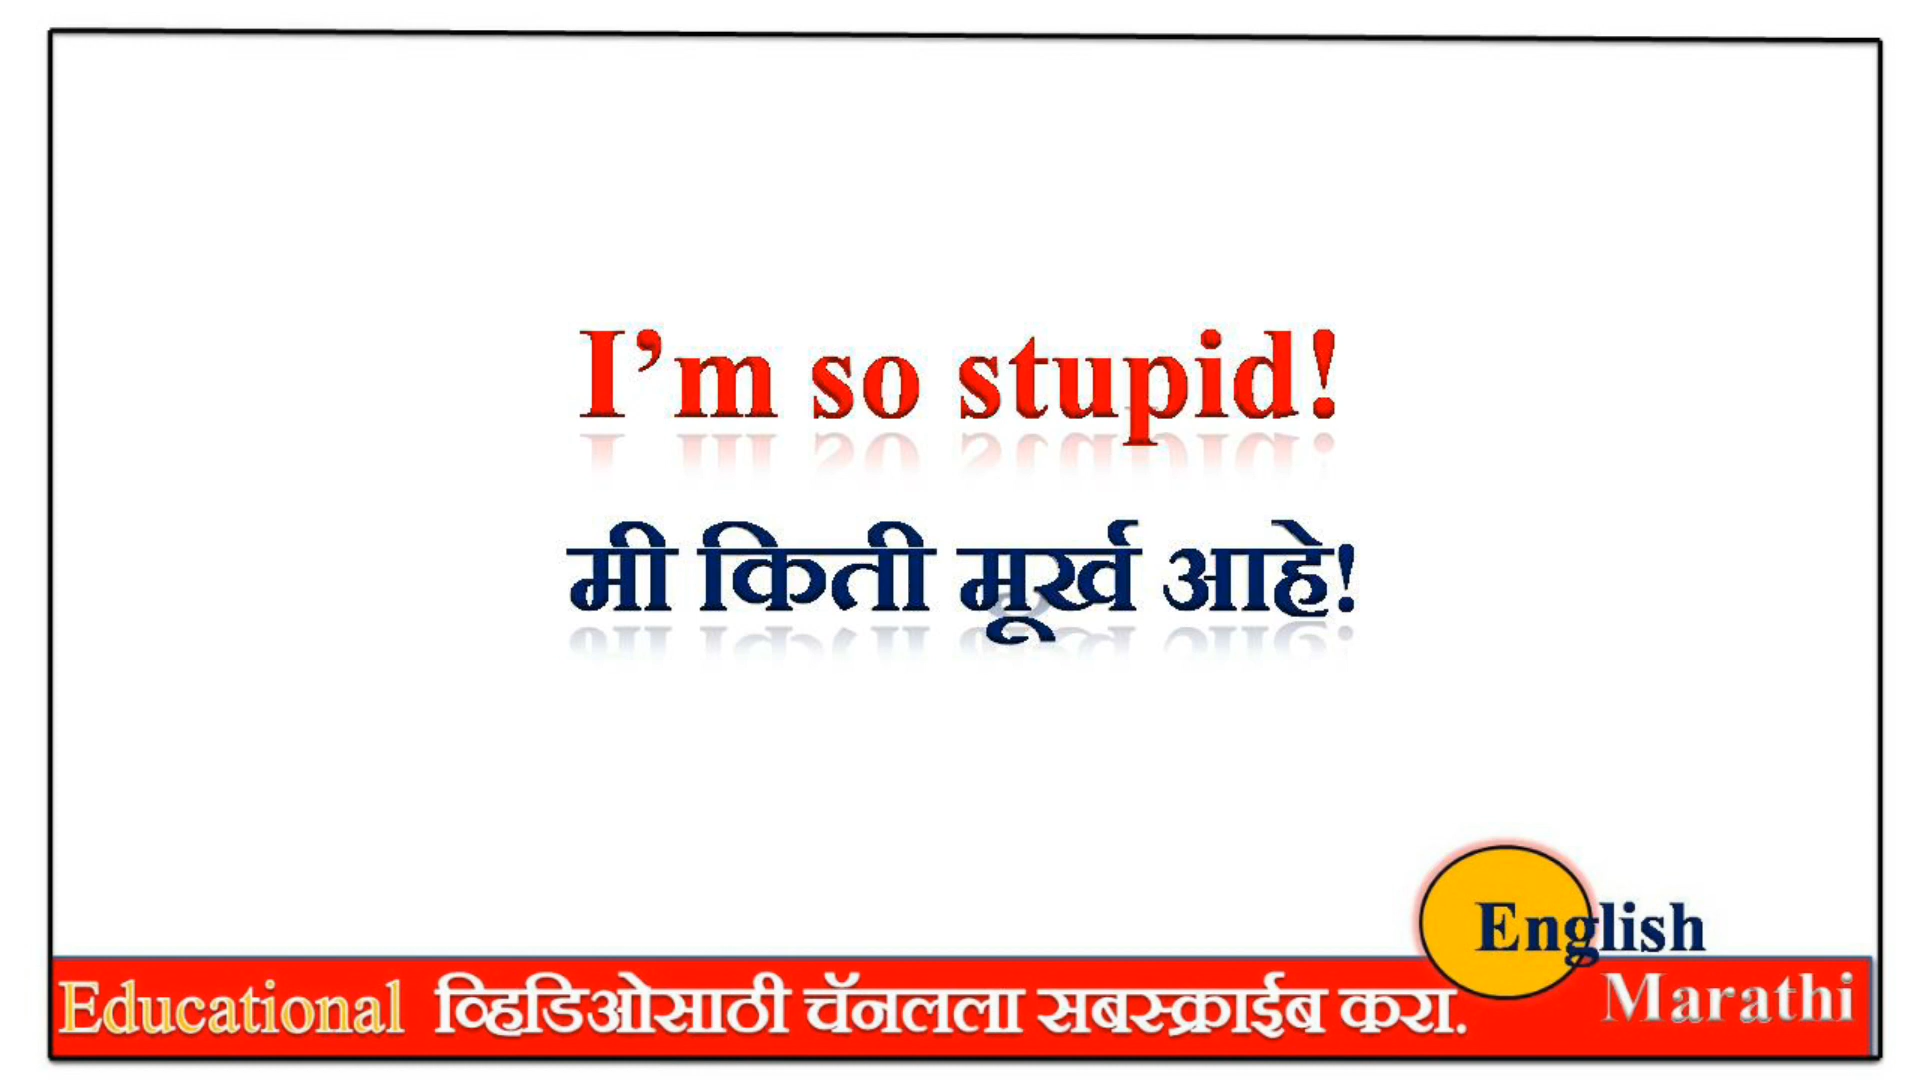 I’m so stupid!
मी किती मूर्ख आहे!
English
Marathi
Educational व्हिडिओसाठी चॅनलला सबस्क्राईब करा.